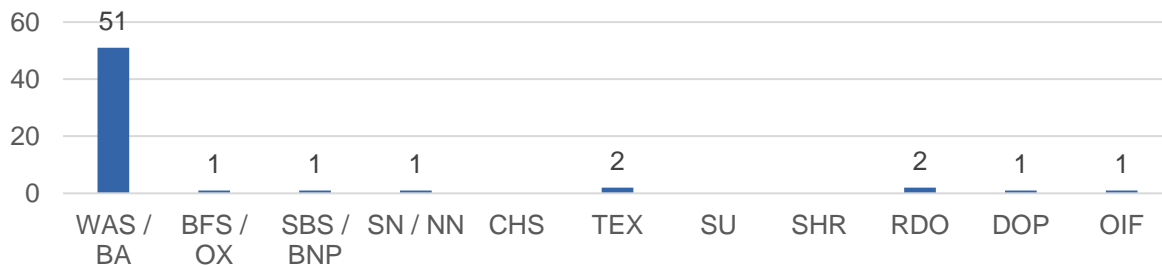 60
51
40
20
1
1
1
2
2
1
1
0
WAS / BA
BFS / OX
SBS / BNP
SN / NN
CHS
TEX
SU
SHR
RDO
DOP
OIF